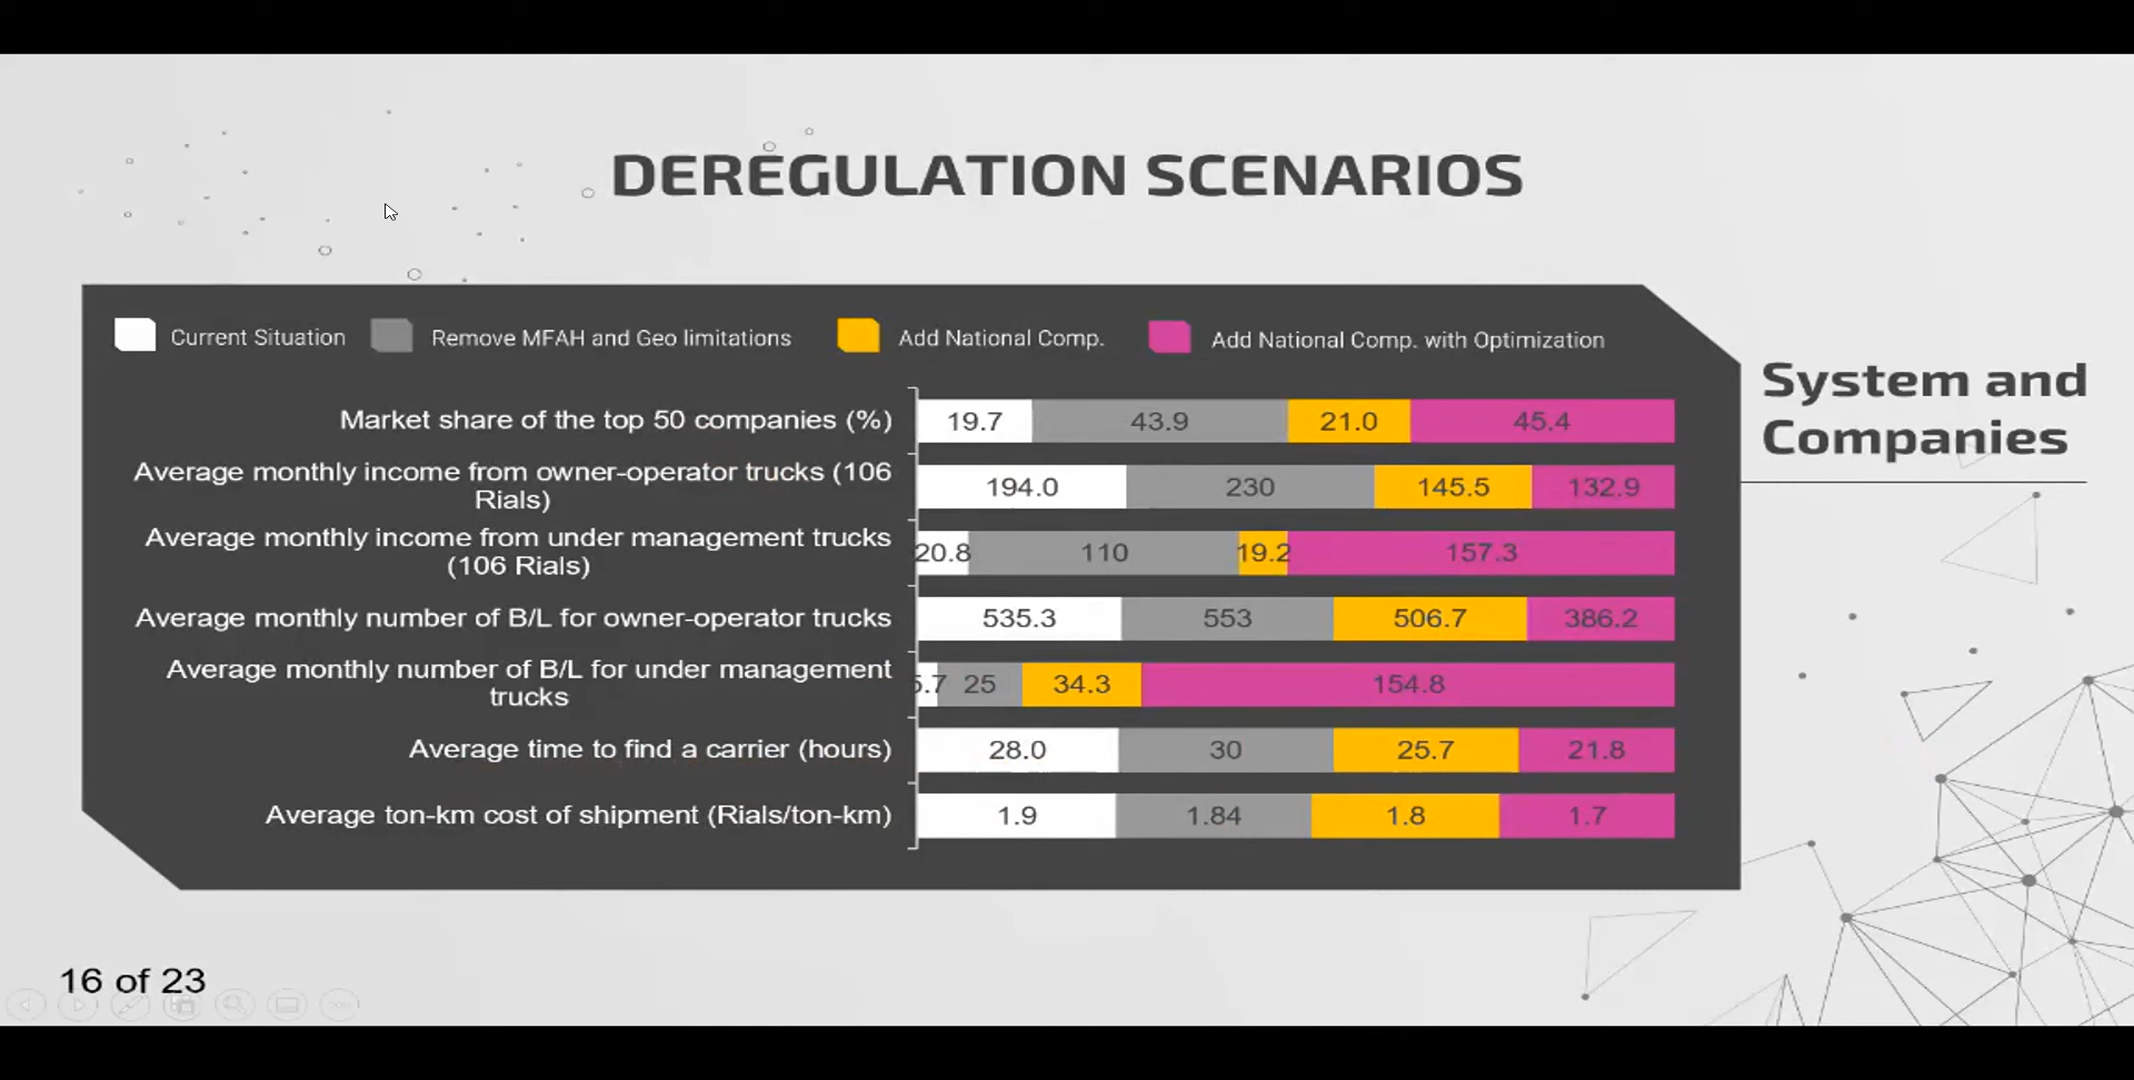 DEREGULATION SCENARIOS
Current Situation
Remove MFAH and Geo limitations
Add National Comp.
Add National Comp. with Optimization
System and
Companies
Market share of the top 50 companies (%)
19.7 43.9 21.0 45.4
Average monthly income from owner-operator trucks (106
Rials)
194.0 230 145.5 132.9
Average monthly income from under management trucks
(106 Rials)
20.8 110 19.2 157.3
Average monthly number of B/L for owner-operator trucks
535.3 553 506.7 386.2
Average monthly number of B/L for under management
trucks
25 34.3 154.8
Average time to find a carrier (hours)
28.0 30 25.7 21.8
Average ton-km cost of shipment (Rials/ton-km)
1.9 1.84 1.8 1.7
16 of 23